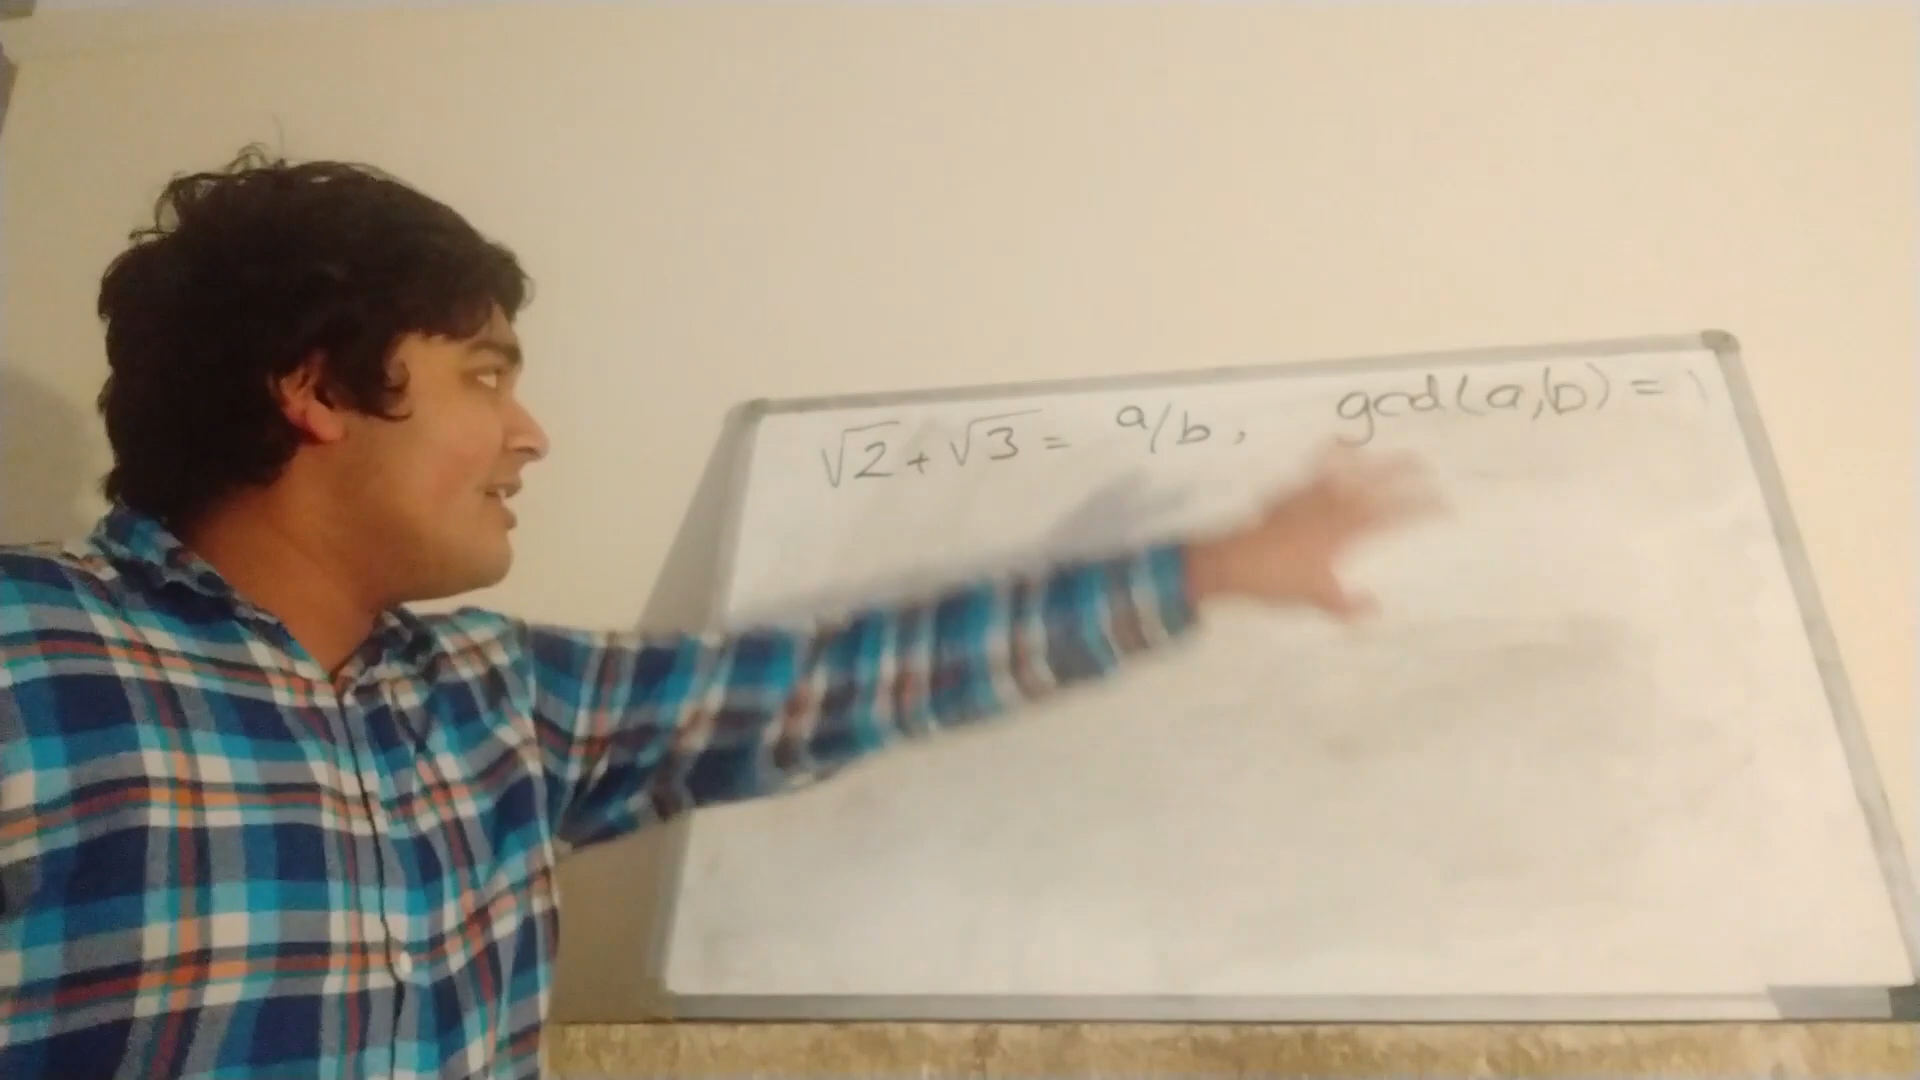 √2 + √3 = a/b, gcd(a,b) = 1